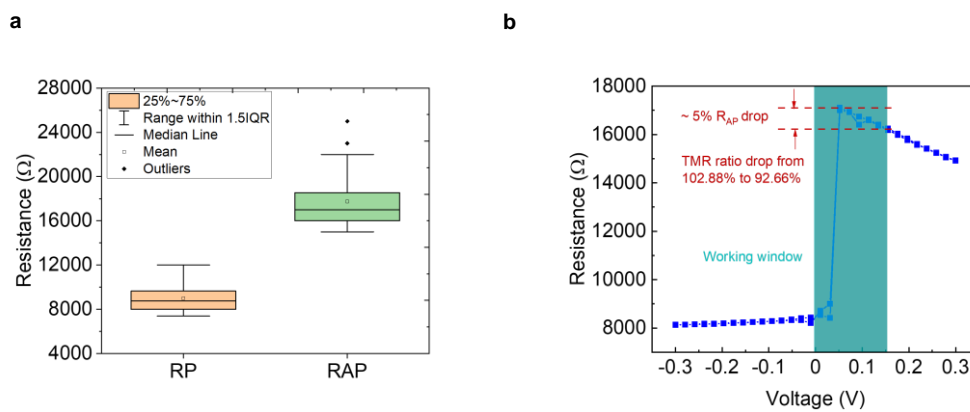 a
28000
24000
20000
16000
12000
8000
4000
Resistance (Ω)
25%~75%
Range within 1.5IQR
Median Line
Mean
Outliers
RP
RAP
b
18000
16000
14000
12000
10000
8000
Resistance (Ω)
~ 5% RAP drop
TMR ratio drop from
102.88% to 92.66%
Working window
-0.3
-0.2
-0.1
0
0.1
0.2
0.3
Voltage (V)